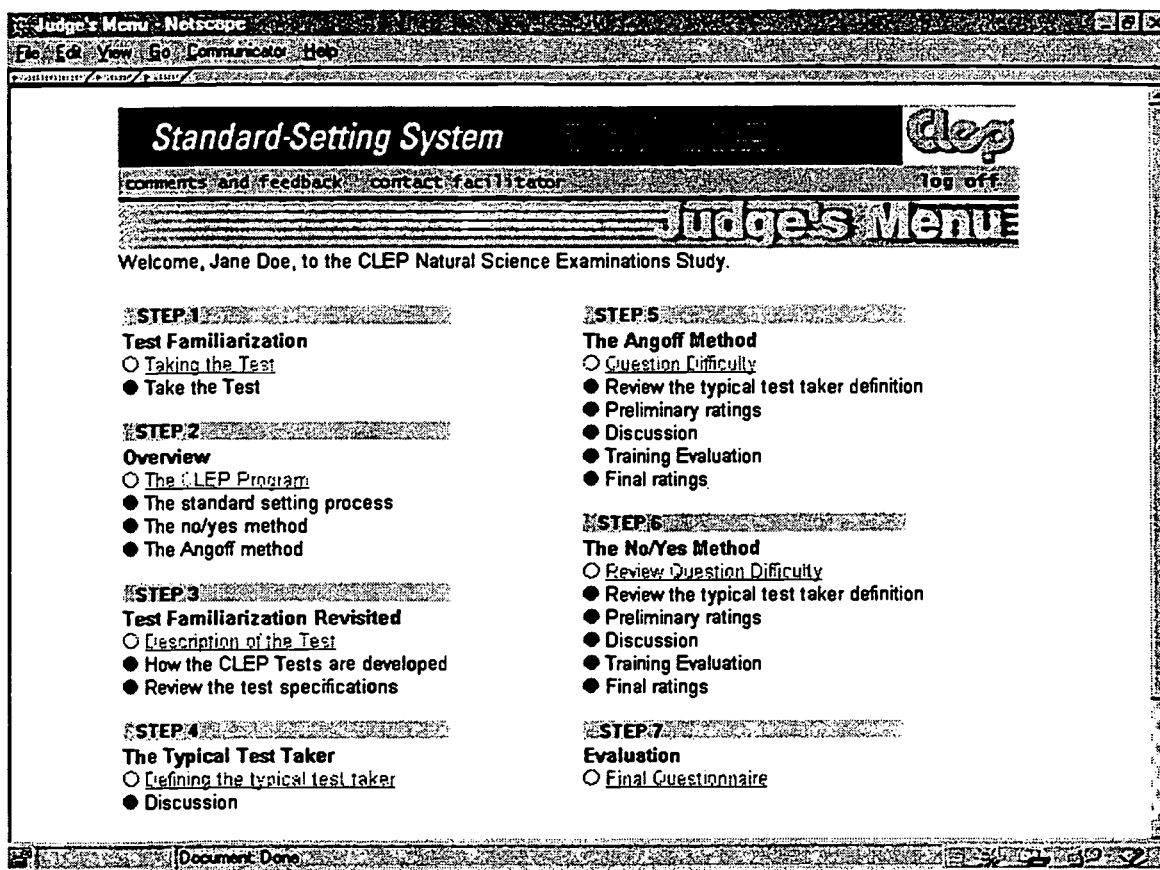 Judge's Menu - Netscape
File Edit View Go Communicator Help
Standard-Setting System
Clep
comments and feedback contact facilitator log off
Judge's Menu
Welcome, Jane Doe, to the CLEP Natural Science Examinations Study.
STEP 1
Test Familiarization
Taking the Test
Take the Test
STEP 2
Overview
The CLEP Program
The standard setting process
The no/yes method
The Angoff method
STEP 3
Test Familiarization Revisited
Description of the Test
How the CLEP Tests are developed
Review the test specifications
STEP 4
The Typical Test Taker
Defining the typical test taker
Discussion
STEP 5
The Angoff Method
Question Difficulty
Review the typical test taker definition
Preliminary ratings
Discussion
Training Evaluation
Final ratings
STEP 6
The No/Yes Method
Review Question Difficulty
Review the typical test taker definition
Preliminary ratings
Discussion
Training Evaluation
Final ratings
STEP 7
Evaluation
Final Questionnaire
Document: Done